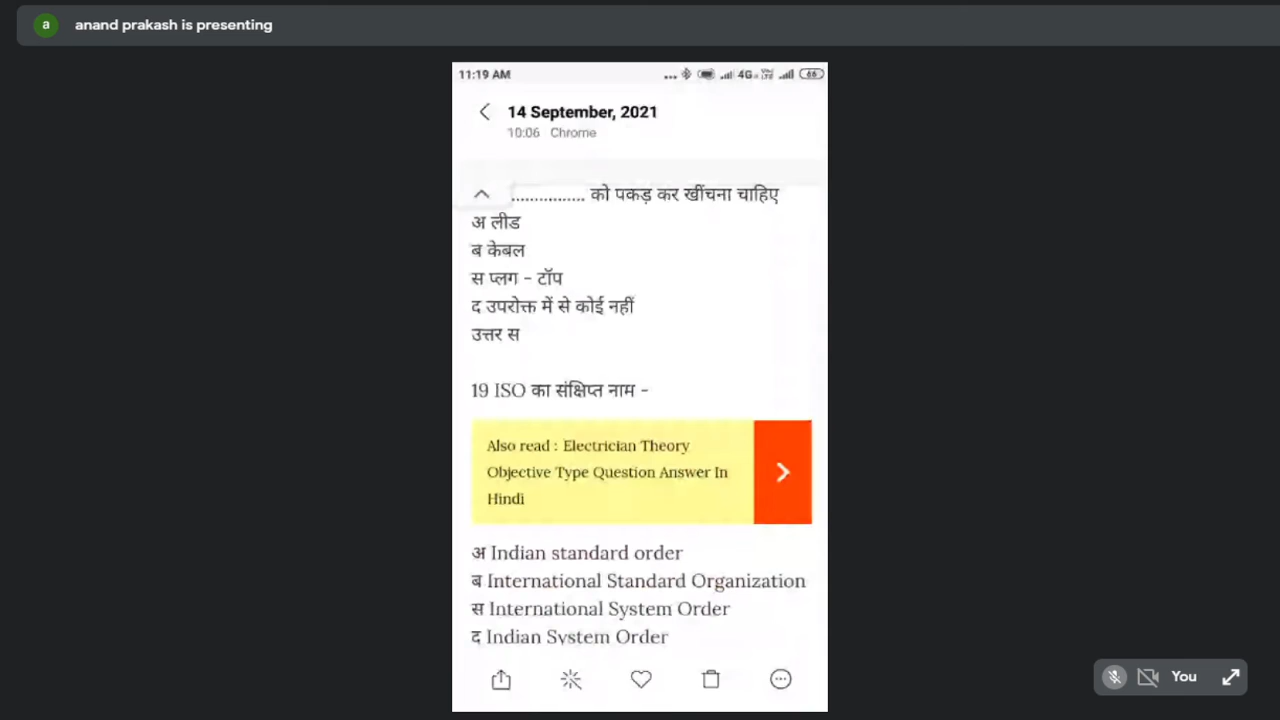 a anand prakash is presenting
11:19 AM ... 4G 66
14 September, 2021
10:06 Chrome
................ को पकड़ कर खींचना चाहिए
अ लीड
ब केबल
स प्लग - टॉप
द उपरोक्त में से कोई नहीं
उत्तर स
19 ISO का संक्षिप्त नाम -
Also read : Electrician Theory
Objective Type Question Answer In
Hindi
अ Indian standard order
ब International Standard Organization
स International System Order
द Indian System Order
You